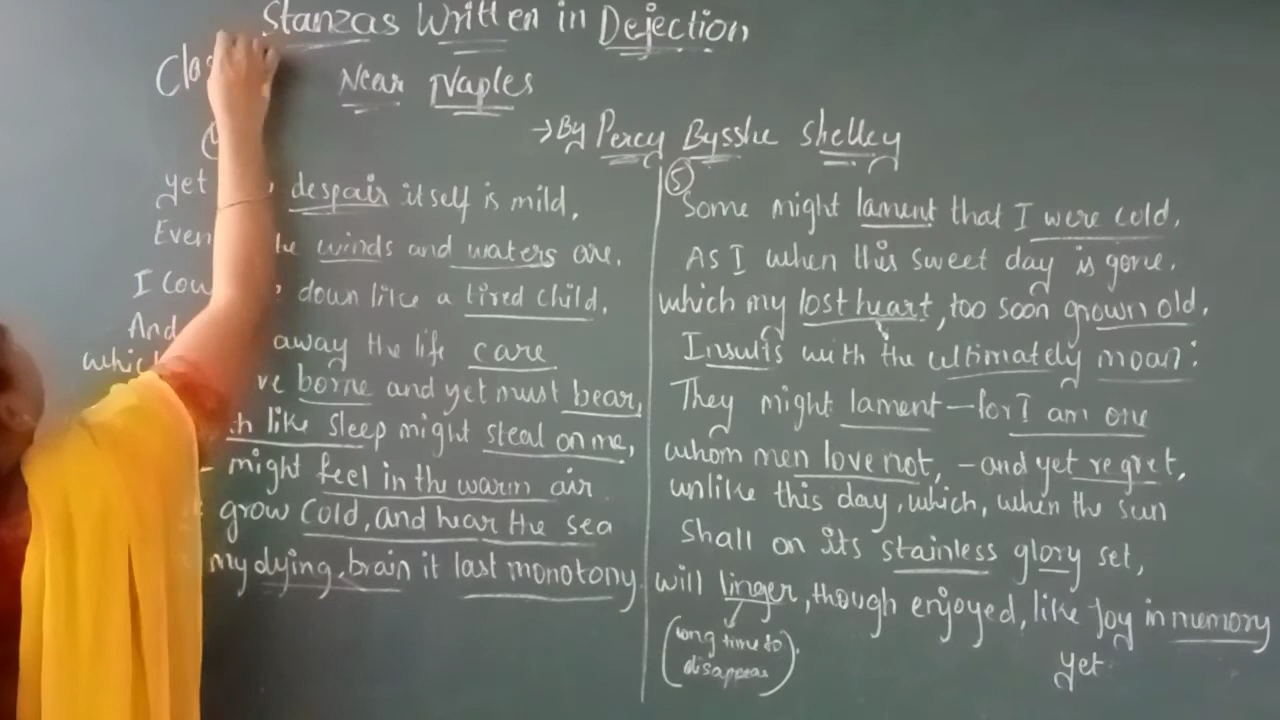 Stanzas Written in Dejection
Near Naples
→ By Percy Bysshe Shelley
yet despair itself is mild,
Even winds and waters are,
I down like a tired child,
And away the life care
borne and yet must bear,
like sleep might steal on me,
might feel in the warm air
grow cold, and hear the sea
my dying, brain it last monotony.
5
Some might lament that I were cold,
As I when this sweet day is gone,
which my lost heart, too soon grown old,
Insults with the ultimately moan:
They might lament — for I am one
whom men love not, - and yet regret,
unlike this day, which, when the sun
Shall on its stainless glory set,
will linger, though enjoyed, like Joy in memory
yet
(long time to
disappear).